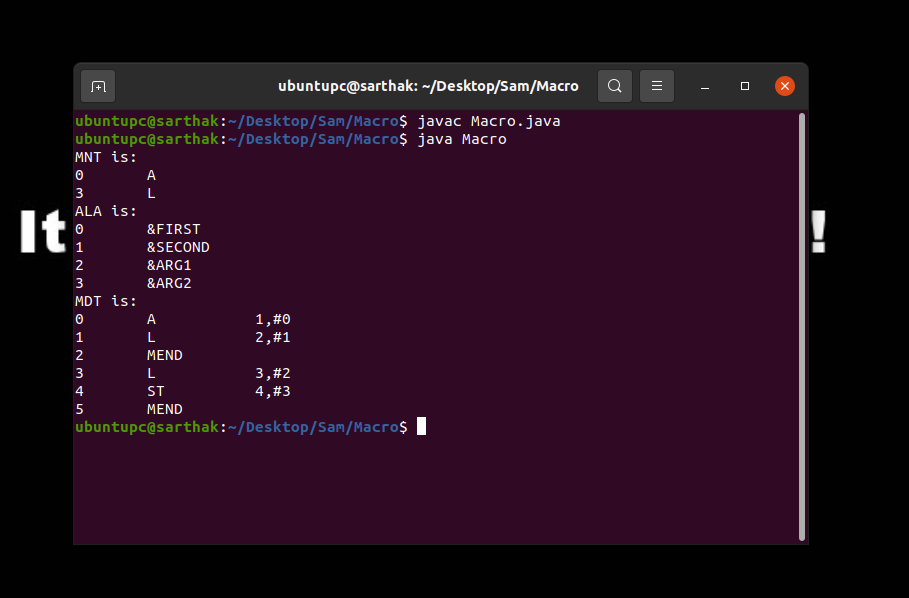 ubuntupc@sarthak: ~/Desktop/Sam/Macro
ubuntupc@sarthak:~/Desktop/Sam/Macro$ javac Macro.java
ubuntupc@sarthak:~/Desktop/Sam/Macro$ java Macro
MNT is:
0 A
3 L
ALA is:
0 &FIRST
1 &SECOND
2 &ARG1
3 &ARG2
MDT is:
0 A 1,#0
1 L 2,#1
2 MEND
3 L 3,#2
4 ST 4,#3
5 MEND
ubuntupc@sarthak:~/Desktop/Sam/Macro$
It
!